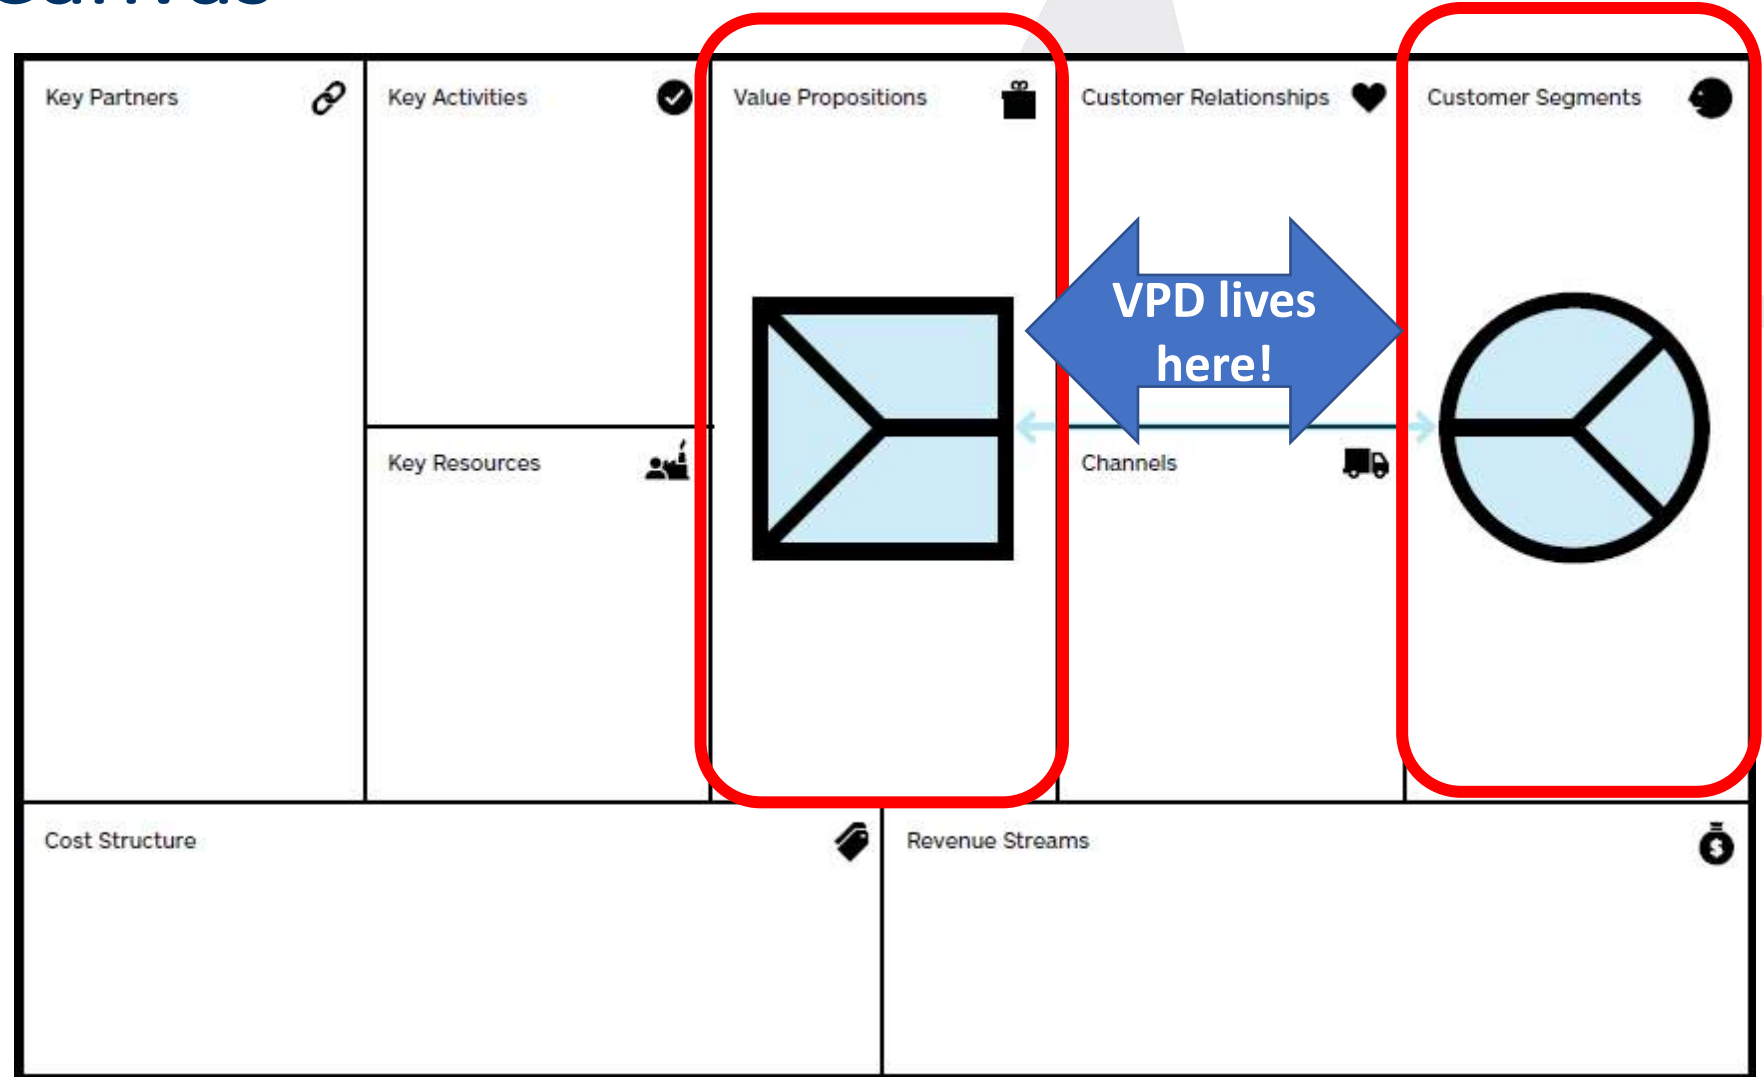 Canvas
Key Partners
Key Activities
Value Propositions
Customer Relationships
Customer Segments
VPD lives
here!
Key Resources
Channels
Cost Structure
Revenue Streams
$